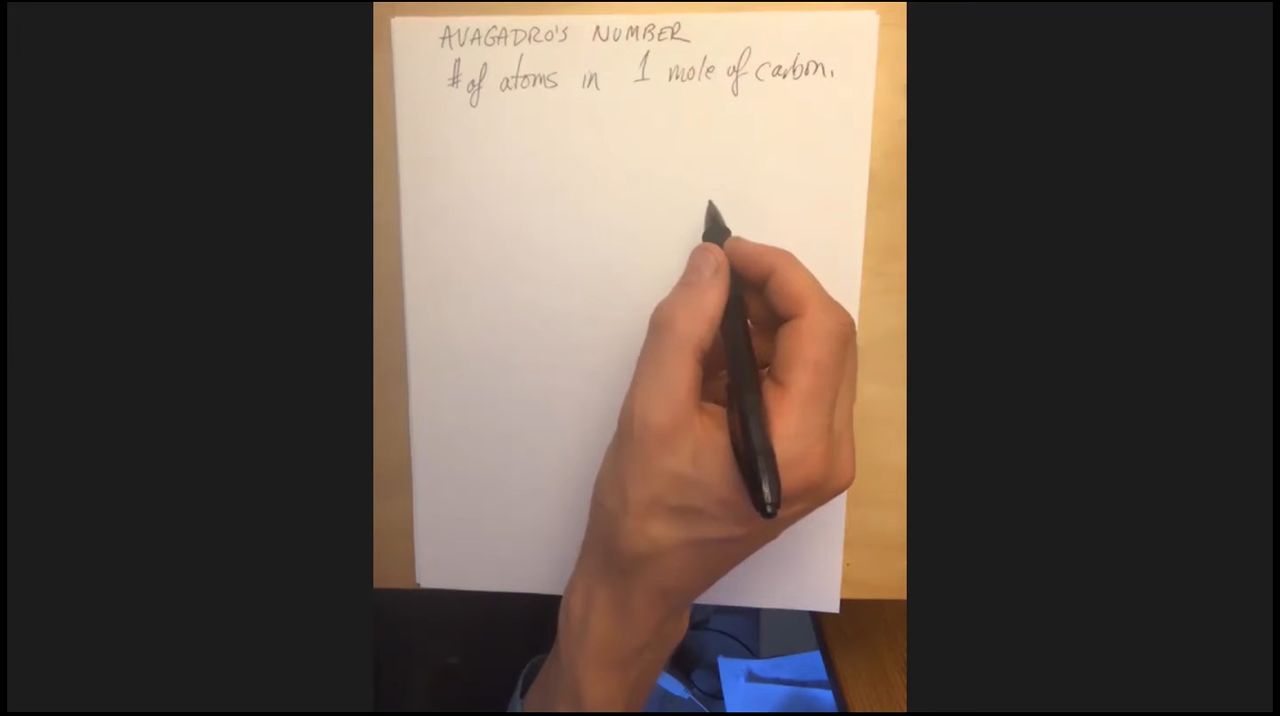 AVAGADRO'S NUMBER
# of atoms in 1 mole of carbon.